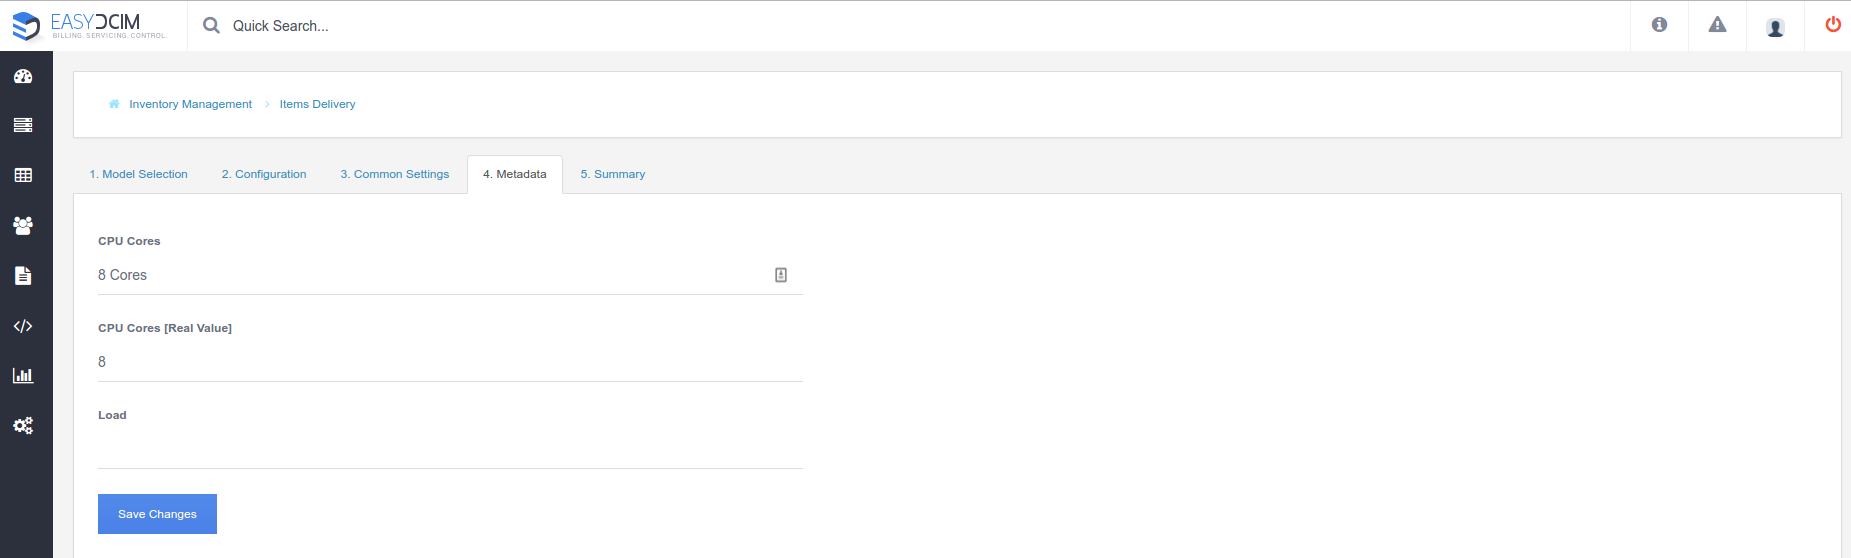 EASYDCIM
BILLING. SERVICING. CONTROL.
Quick Search...
Inventory Management
Items Delivery
1. Model Selection
2. Configuration
3. Common Settings
4. Metadata
5. Summary
CPU Cores
8 Cores
CPU Cores [Real Value]
8
Load
Save Changes